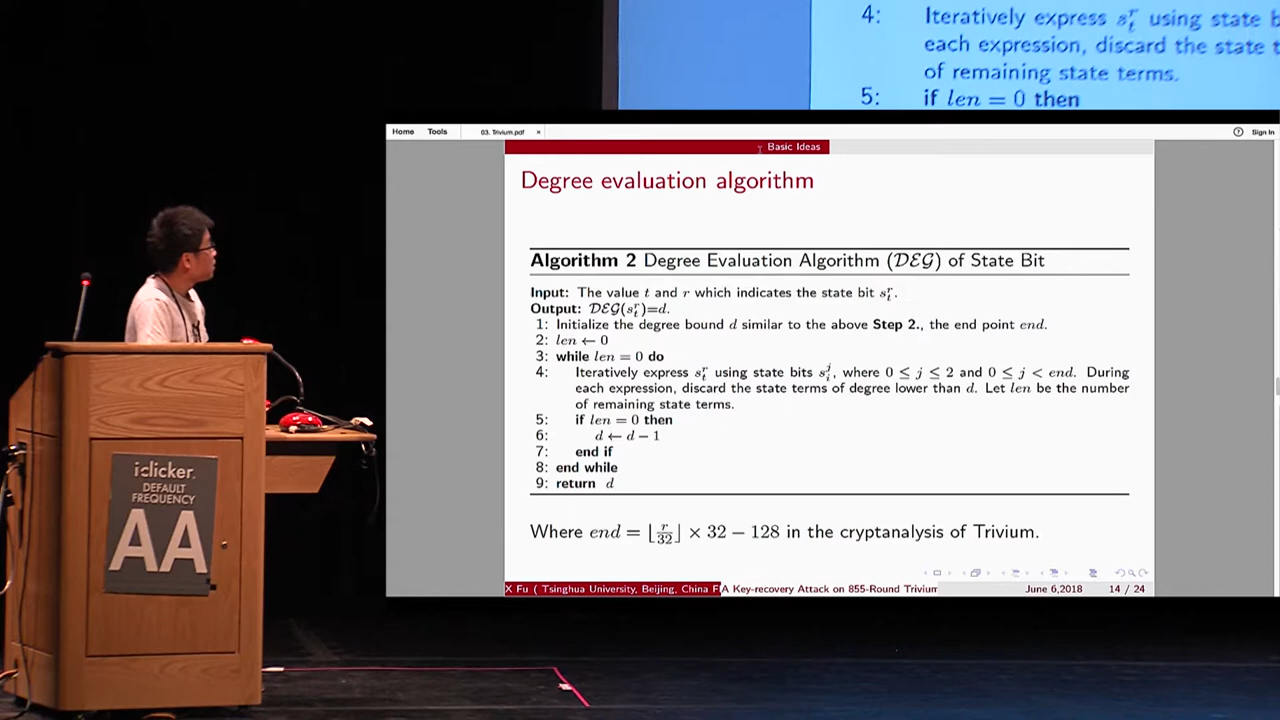 4: Iteratively express s_t^r using state b
each expression, discard the state t
of remaining state terms.
5: if len = 0 then
Home Tools 03. Trivium.pdf × Sign In
Basic Ideas
Degree evaluation algorithm
Algorithm 2 Degree Evaluation Algorithm (DEG) of State Bit
Input: The value t and r which indicates the state bit s_t^r.
Output: DEG(s_t^r)=d.
1: Initialize the degree bound d similar to the above Step 2., the end point end.
2: len ← 0
3: while len = 0 do
4: Iteratively express s_t^r using state bits s_i^j, where 0 ≤ j ≤ 2 and 0 ≤ j < end. During
each expression, discard the state terms of degree lower than d. Let len be the number
of remaining state terms.
5: if len = 0 then
6: d ← d − 1
7: end if
8: end while
9: return d
Where end = ⌊r/32⌋ × 32 − 128 in the cryptanalysis of Trivium.
X Fu ( Tsinghua University, Beijing, China F A Key-recovery Attack on 855-Round Trivium June 6,2018 14 / 24
iclicker.
DEFAULT
FREQUENCY
AA